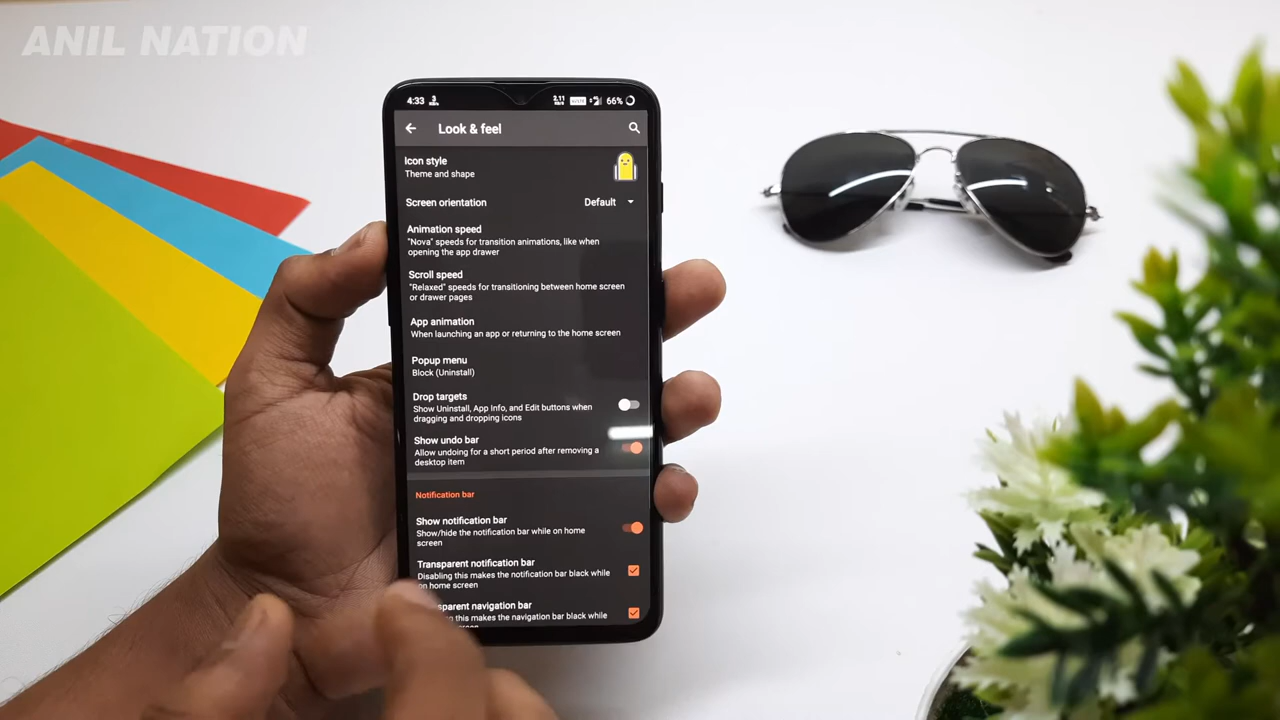 ANIL NATION
4:33
66%
Look & feel
Icon style
Theme and shape
Screen orientation
Default
Animation speed
"Nova" speeds for transition animations, like when
opening the app drawer
Scroll speed
"Relaxed" speeds for transitioning between home screen
or drawer pages
App animation
When launching an app or returning to the home screen
Popup menu
Block (Uninstall)
Drop targets
Show Uninstall, App Info, and Edit buttons when
dragging and dropping icons
Show undo bar
Allow undoing for a short period after removing a
desktop item
Notification bar
Show notification bar
Show/hide the notification bar while on home
screen
Transparent notification bar
Disabling this makes the notification bar black while
on home screen
navigation bar
makes the navigation bar black while